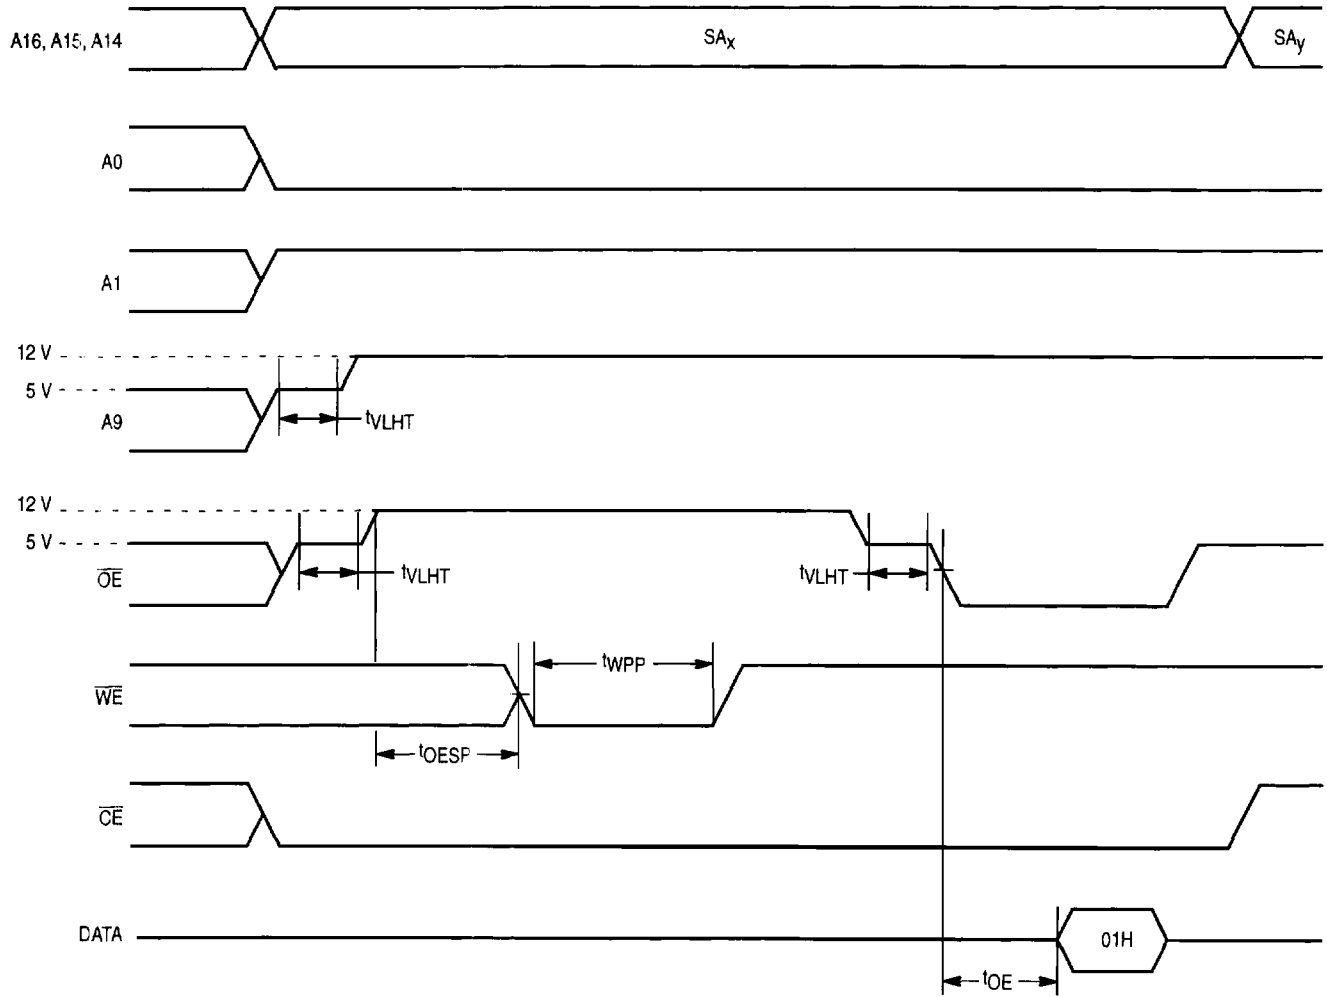 A16, A15, A14
SAx
SAy
A0
A1
12 V
5 V
A9
tVLHT
12 V
5 V
OE
tVLHT
tVLHT
WE
tWPP
tOESP
CE
DATA
01H
tOE